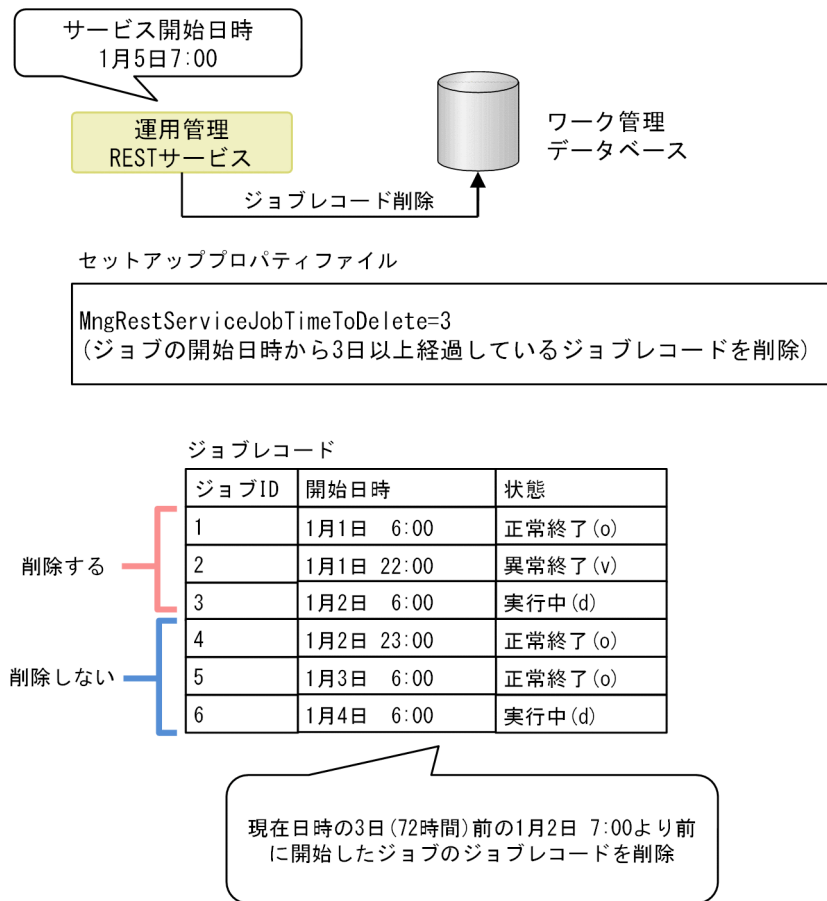 サービス開始日時
1月5日7:00
運用管理
RESTサービス
ワーク管理
データベース
ジョブレコード削除
セットアッププロパティファイル
MngRestServiceJobTimeToDelete=3
(ジョブの開始日時から3日以上経過しているジョブレコードを削除)
ジョブレコード
ジョブID 開始日時 状態
1 1月1日 6:00 正常終了(o)
2 1月1日 22:00 異常終了(v)
3 1月2日 6:00 実行中(d)
4 1月2日 23:00 正常終了(o)
5 1月3日 6:00 正常終了(o)
6 1月4日 6:00 実行中(d)
削除する
削除しない
現在日時の3日(72時間)前の1月2日 7:00より前
に開始したジョブのジョブレコードを削除